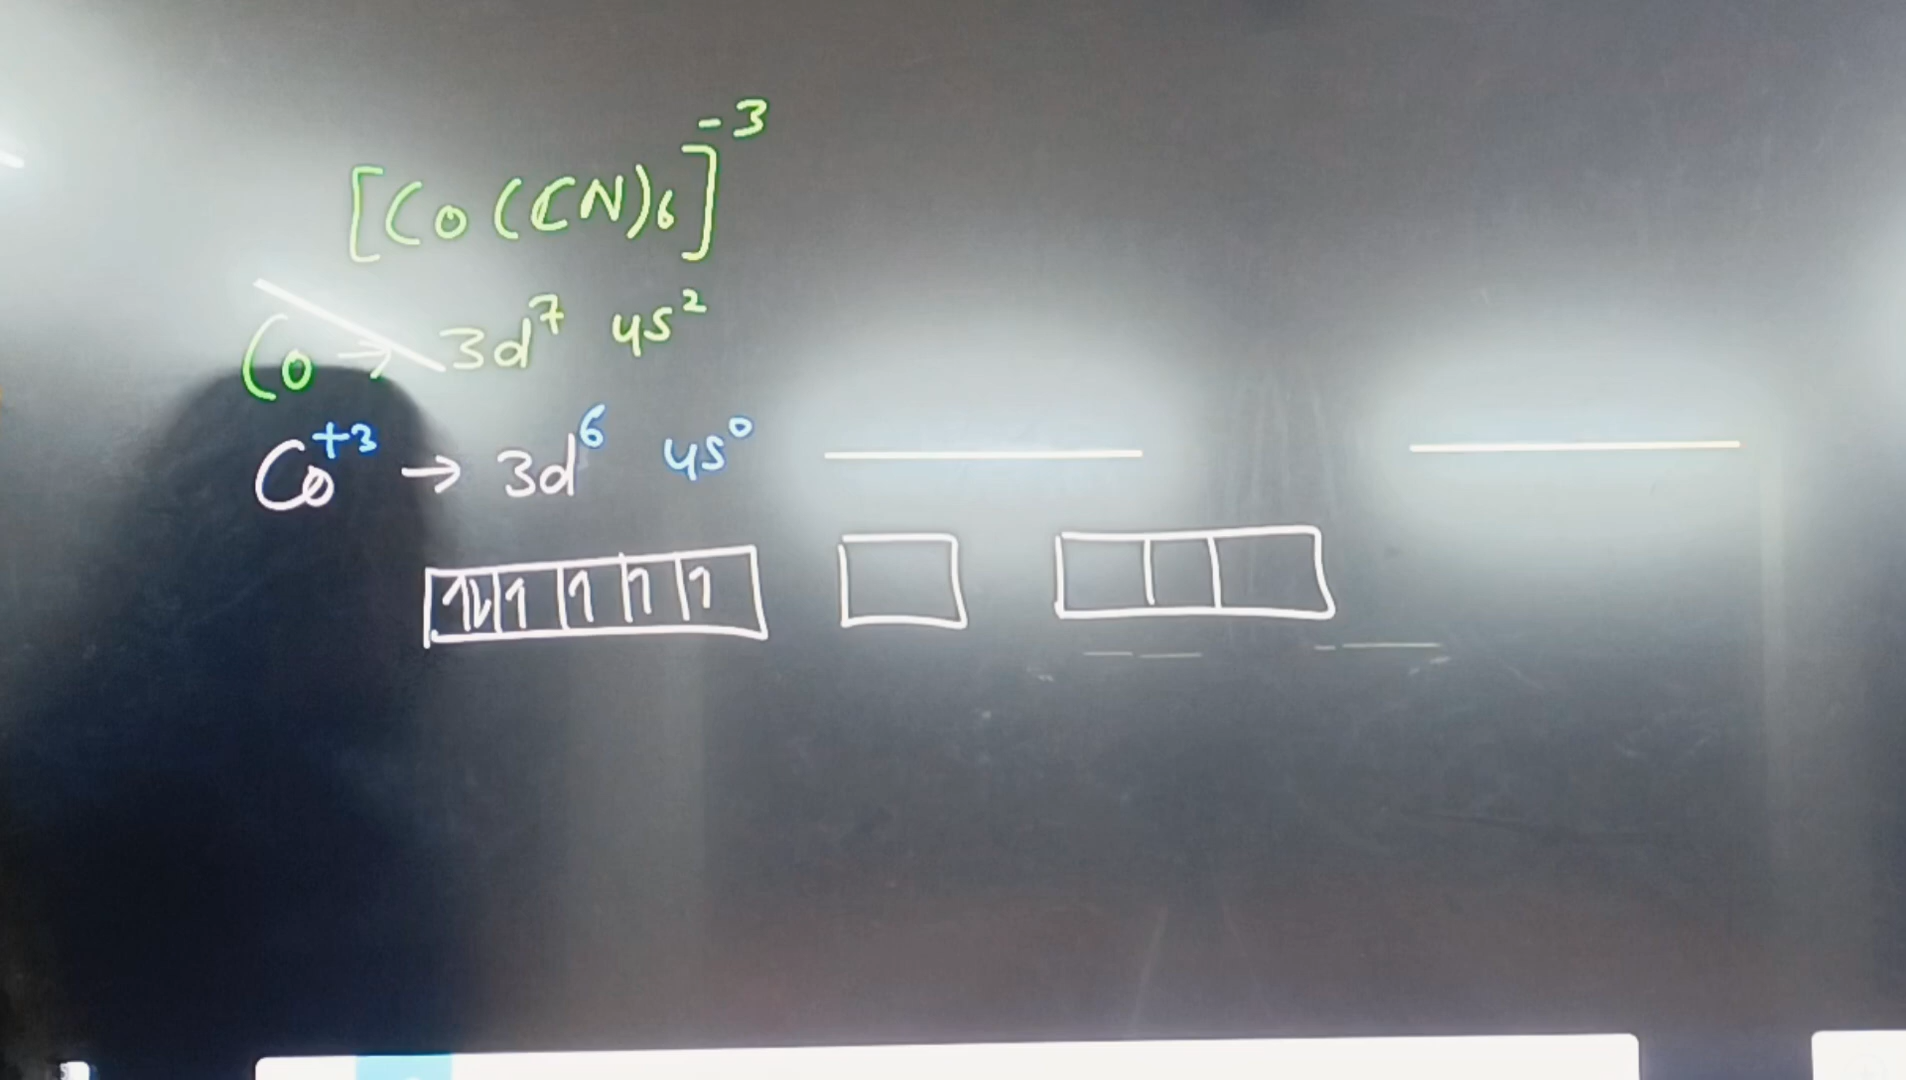 [Co(CN)₆]⁻³
Co → 3d⁷ 4s²
Co⁺³ → 3d⁶ 4s⁰
↑↓ ↑ ↑ ↑ ↑